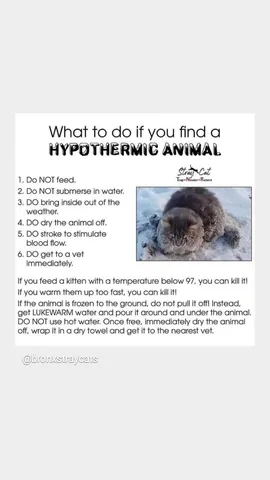 What to do if you find a
HYPOTHERMIC ANIMAL
Stray Cat
Trap-Neuter-Return
1. Do NOT feed.
2. Do NOT submerse in water.
3. DO bring inside out of the
weather.
4. DO dry the animal off.
5. DO stroke to stimulate
blood flow.
6. DO get to a vet
immediately.
If you feed a kitten with a temperature below 97, you can kill it!
If you warm them up too fast, you can kill it!
If the animal is frozen to the ground, do not pull it off! Instead,
get LUKEWARM water and pour it around and under the animal.
DO NOT use hot water. Once free, immediately dry the animal
off, wrap it in a dry towel and get it to the nearest vet.
@bronxstraycats